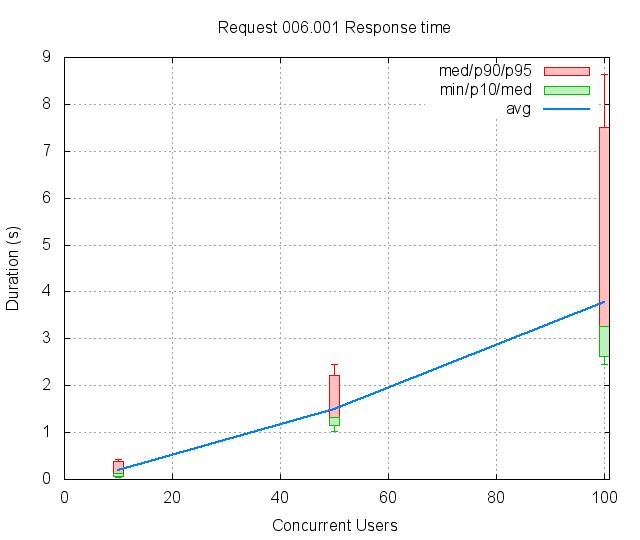 Request 006.001 Response time
med/p90/p95
min/p10/med
avg
Duration (s)
9
8
7
6
5
4
3
2
1
0
0 20 40 60 80 100
Concurrent Users